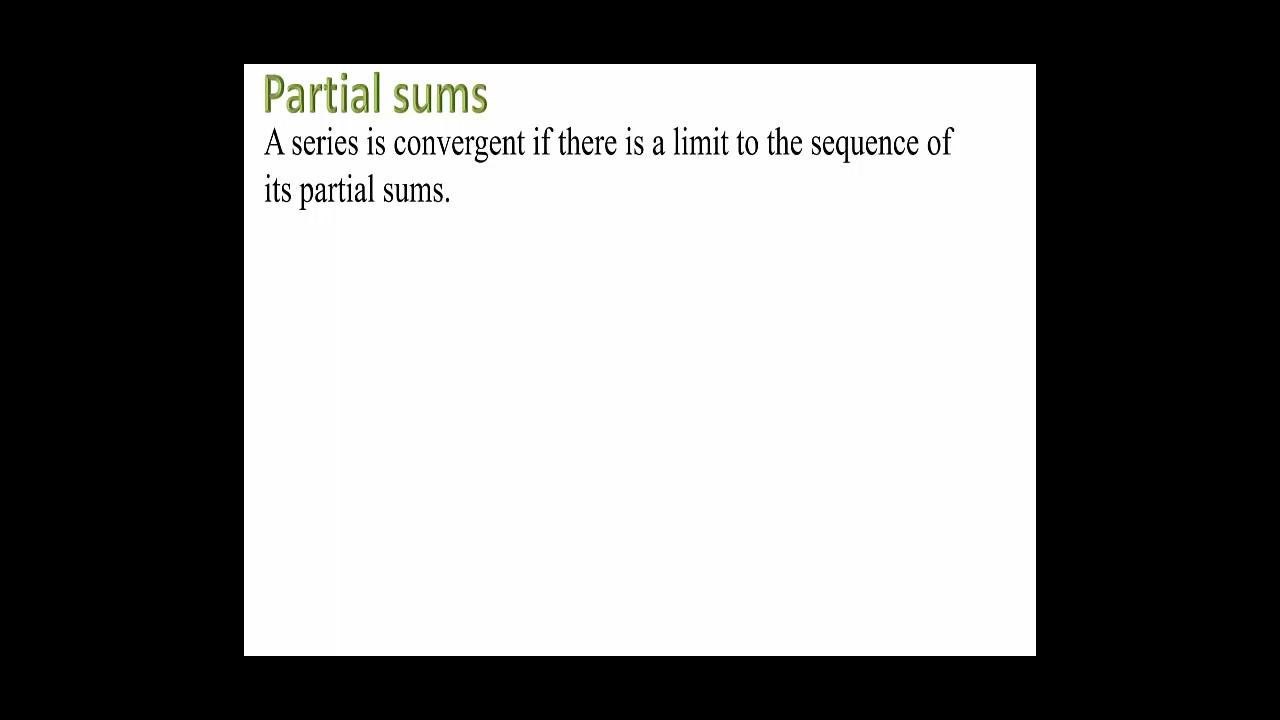 Partial sums
A series is convergent if there is a limit to the sequence of
its partial sums.